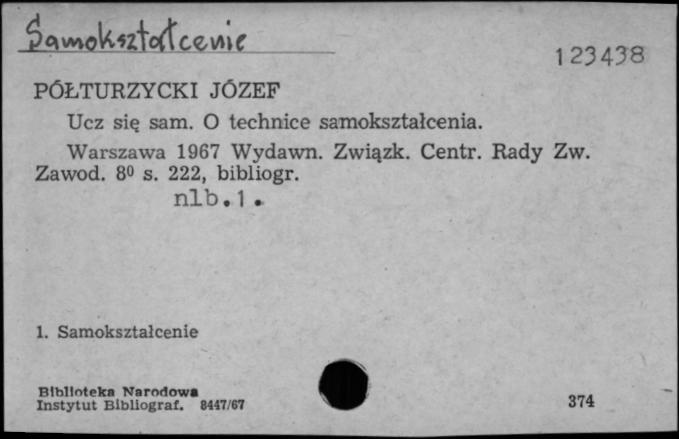 Samokształcenie
123438
PÓŁTURZYCKI JÓZEF
Ucz się sam. O technice samokształcenia.
Warszawa 1967 Wydawn. Związk. Centr. Rady Zw.
Zawod. 8⁰ s. 222, bibliogr.
nlb.1.
1. Samokształcenie
Biblioteka Narodowa
Instytut Bibliograf. 8447/67
374